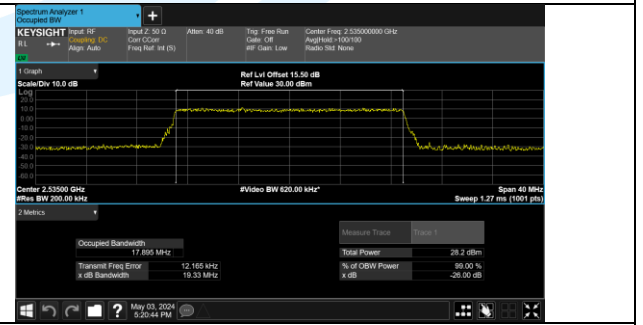 Spectrum Analyzer 1
Occupied BW
+
KEYSIGHT Input: RF Input Z: 50 Ω Atten: 40 dB Trig: Free Run Center Freq: 2.535000000 GHz
RL Coupling: DC Corr CCorr Gate: Off Avg|Hold:>100/100
Align: Auto Freq Ref: Int (S) #IF Gain: Low Radio Std: None
1 Graph
Ref Lvl Offset 15.50 dB
Scale/Div 10.0 dB Ref Value 30.00 dBm
Log
20.0
10.0
0.00
-10.0
-20.0
-30.0
-40.0
-50.0
-60.0
Center 2.53500 GHz #Video BW 620.00 kHz* Span 40 MHz
#Res BW 200.00 kHz Sweep 1.27 ms (1001 pts)
2 Metrics
Measure Trace Trace 1
Occupied Bandwidth
17.895 MHz Total Power 28.2 dBm
Transmit Freq Error 12.165 kHz % of OBW Power 99.00 %
x dB Bandwidth 19.33 MHz x dB -26.00 dB
? May 03, 2024
5:20:44 PM